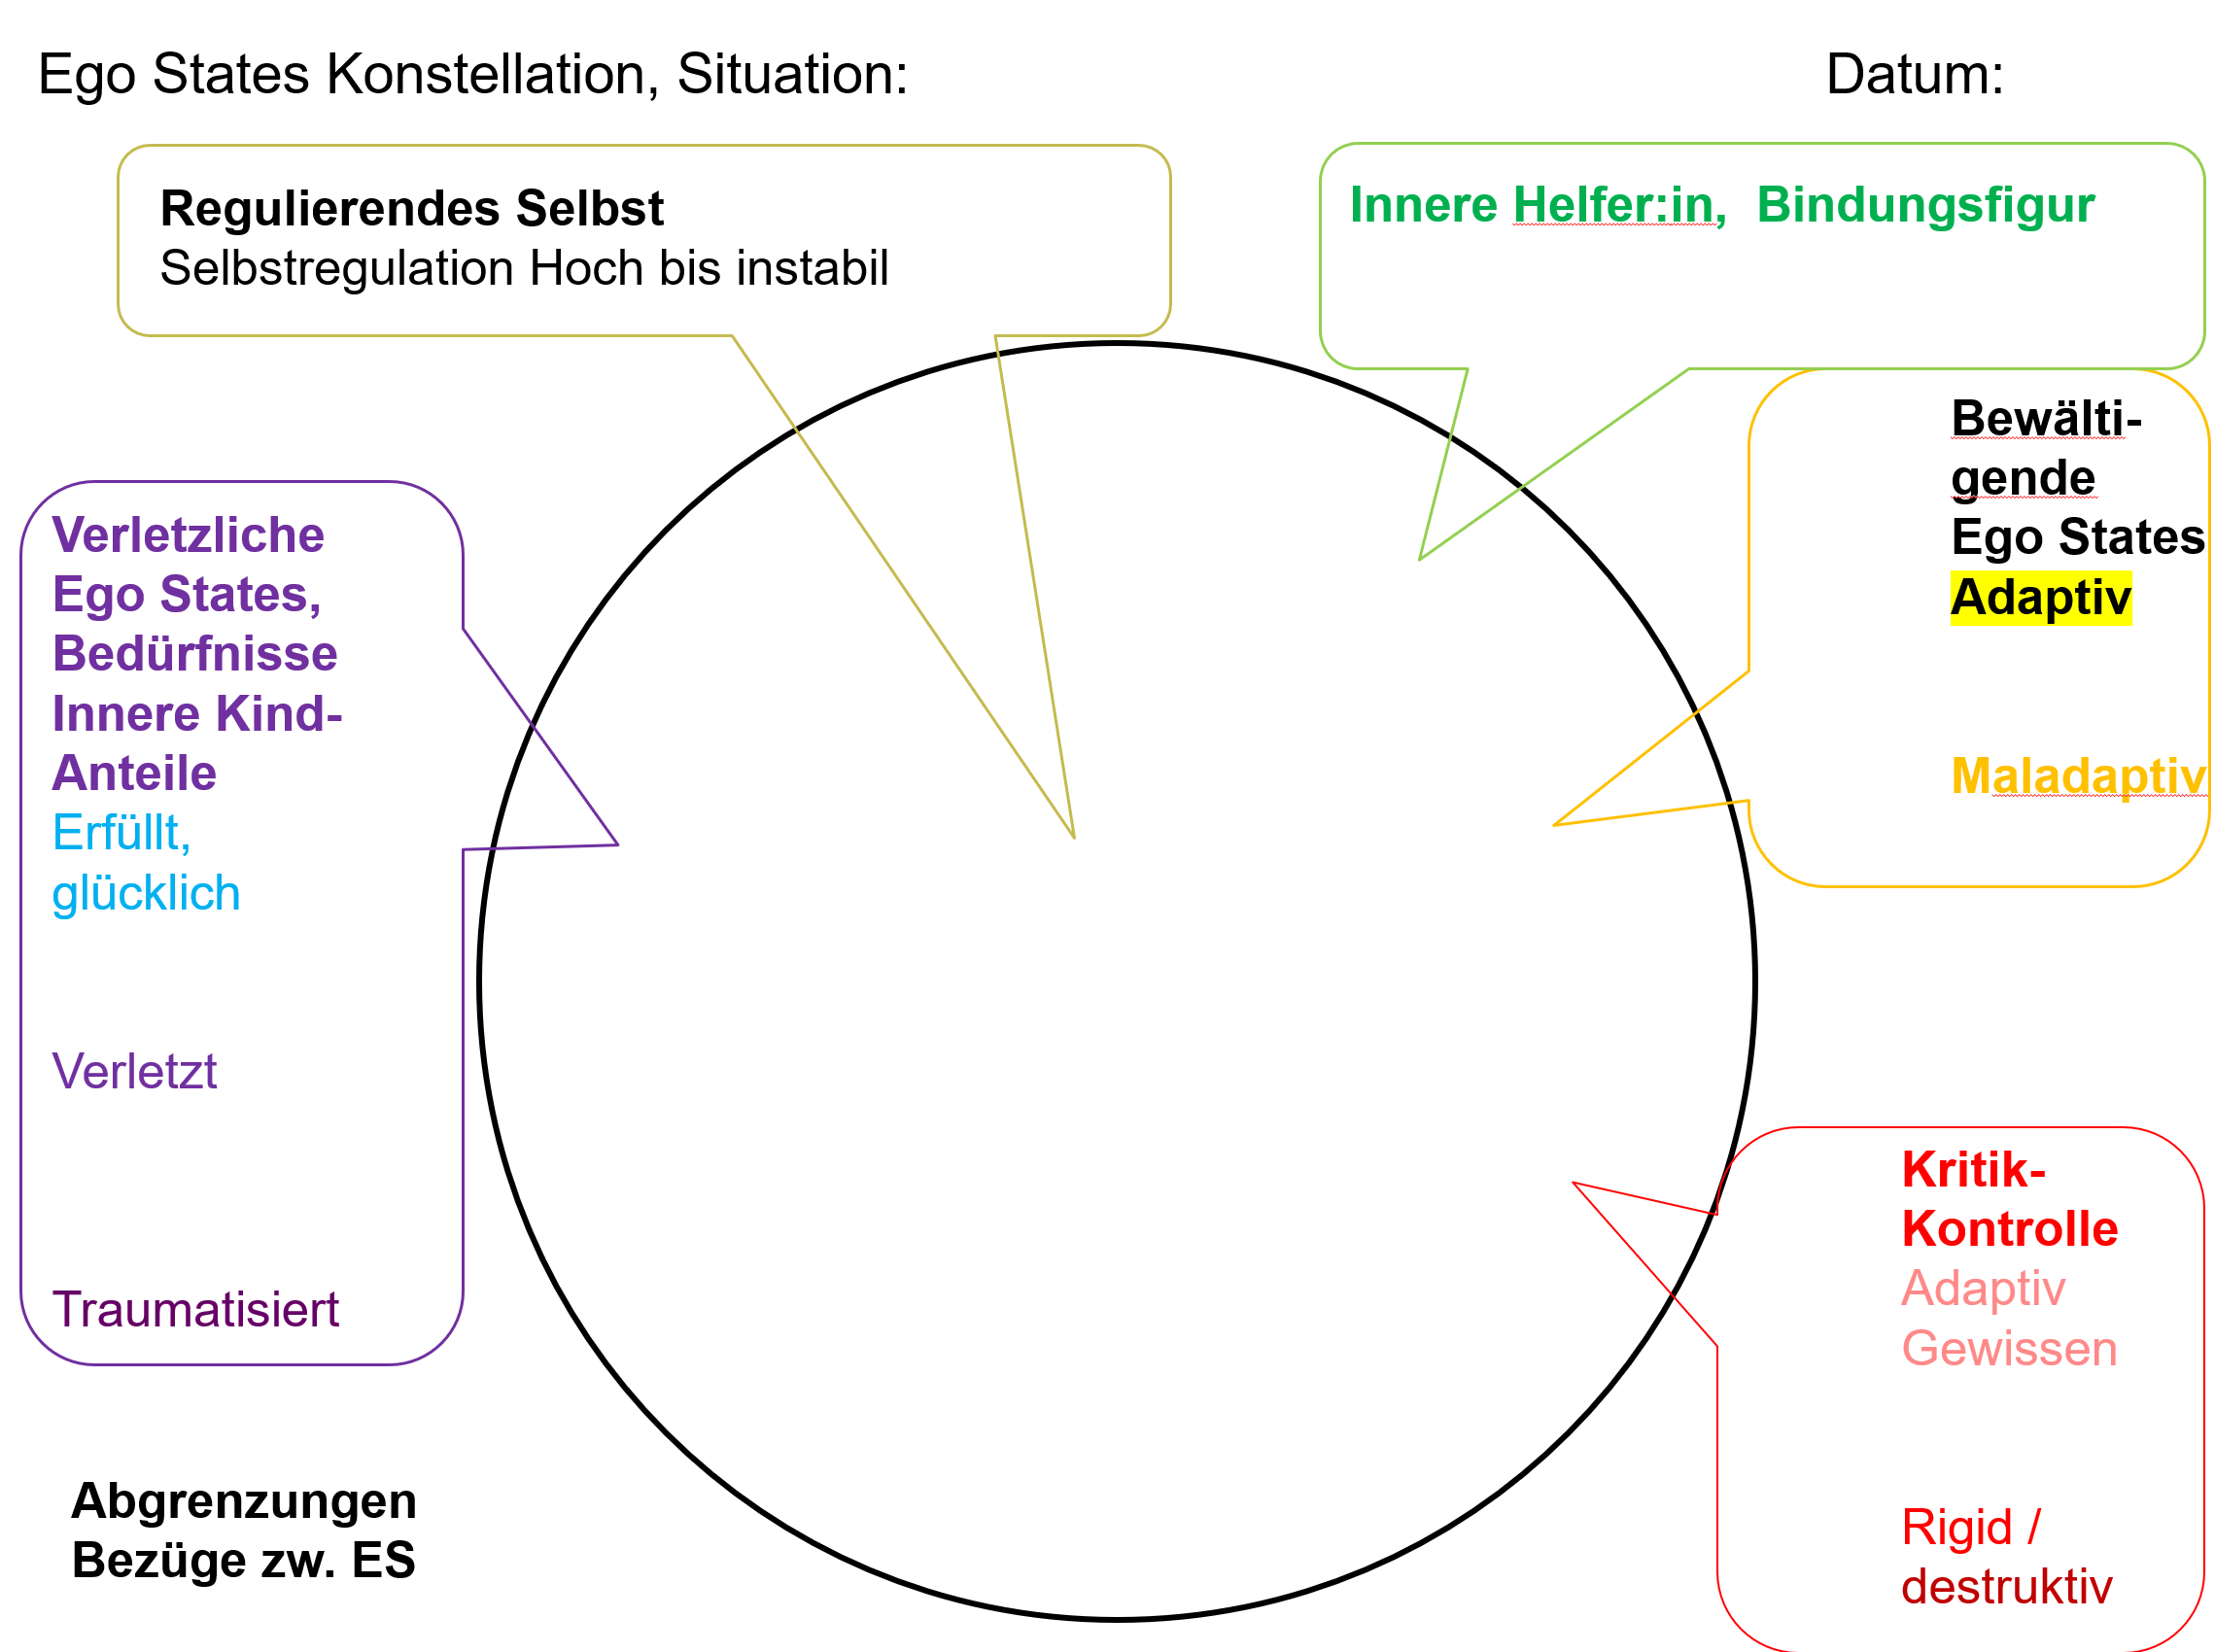 Ego States Konstellation, Situation:
Datum:
Regulierendes Selbst
Selbstregulation Hoch bis instabil
Innere Helfer:in,  Bindungsfigur
Bewälti-
gende
Ego States
Adaptiv
Maladaptiv
Verletzliche
Ego States,
Bedürfnisse
Innere Kind-
Anteile
Erfüllt,
glücklich
Verletzt
Traumatisiert
Kritik-
Kontrolle
Adaptiv
Gewissen
Rigid /
destruktiv
Abgrenzungen
Bezüge zw. ES